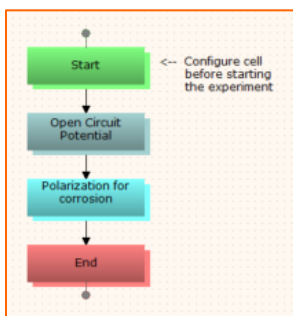 Start
<-- Configure cell
before starting
the experiment
Open Circuit
Potential
Polarization for
corrosion
End